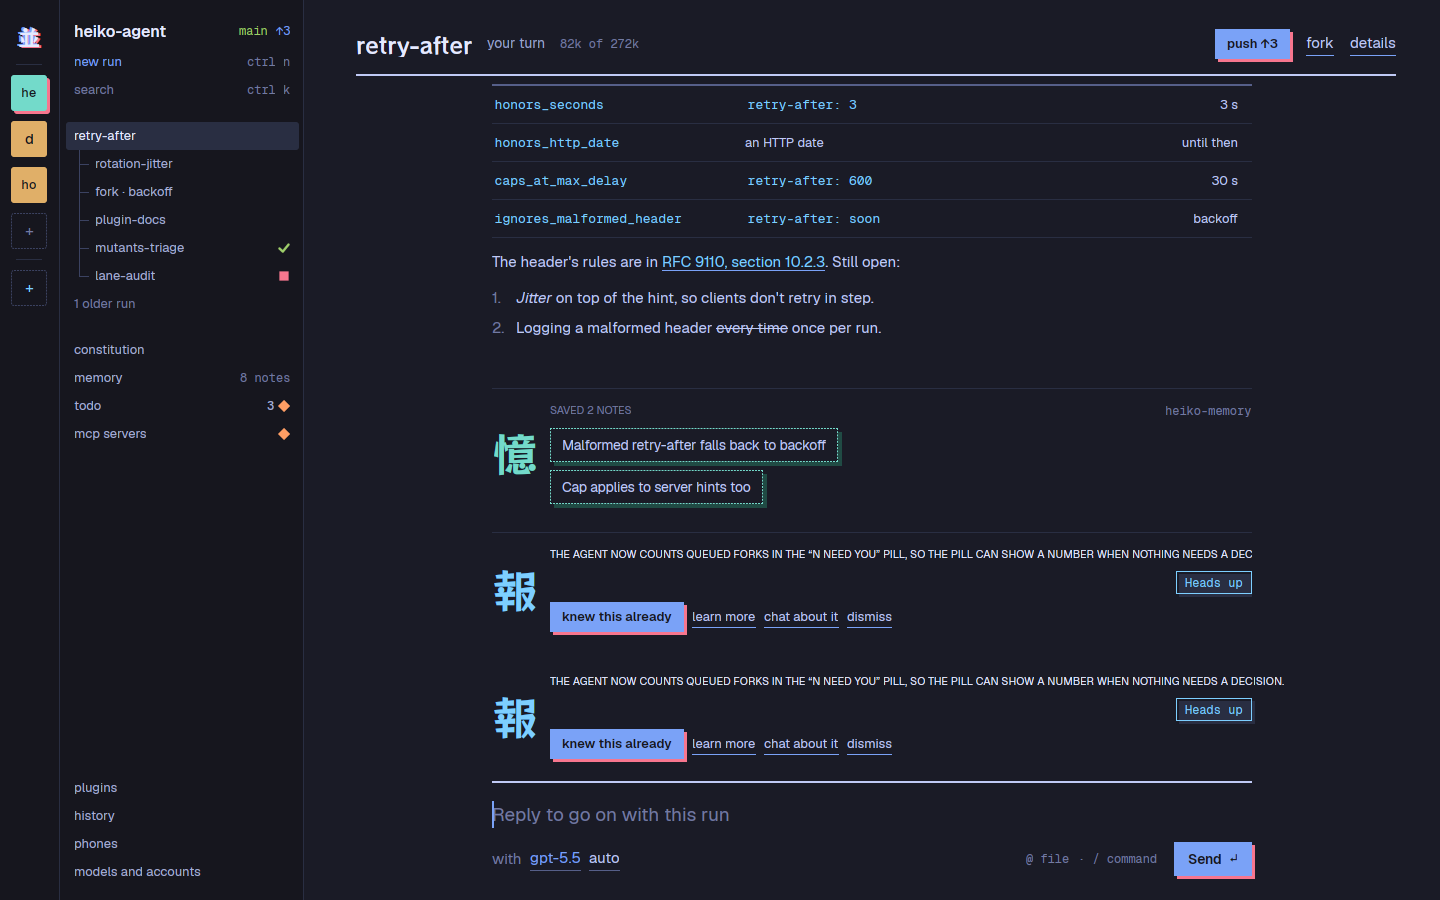 並
he
d
ho
+
+
heiko-agent main ↑3
new run ctrl n
search ctrl k
retry-after
rotation-jitter
fork · backoff
plugin-docs
mutants-triage
lane-audit
1 older run
constitution
memory 8 notes
todo 3
mcp servers
plugins
history
phones
models and accounts
retry-after your turn 82k of 272k push ↑3 fork details
honors_seconds retry-after: 3 3 s
honors_http_date an HTTP date until then
caps_at_max_delay retry-after: 600 30 s
ignores_malformed_header retry-after: soon backoff
The header's rules are in RFC 9110, section 10.2.3. Still open:
1. Jitter on top of the hint, so clients don't retry in step.
2. Logging a malformed header every time once per run.
SAVED 2 NOTES heiko-memory
憶
Malformed retry-after falls back to backoff
Cap applies to server hints too
THE AGENT NOW COUNTS QUEUED FORKS IN THE “N NEED YOU” PILL, SO THE PILL CAN SHOW A NUMBER WHEN NOTHING NEEDS A DEC
報
Heads up
knew this already learn more chat about it dismiss
THE AGENT NOW COUNTS QUEUED FORKS IN THE “N NEED YOU” PILL, SO THE PILL CAN SHOW A NUMBER WHEN NOTHING NEEDS A DECISION.
報
Heads up
knew this already learn more chat about it dismiss
Reply to go on with this run
with gpt-5.5 auto @ file · / command Send ↵